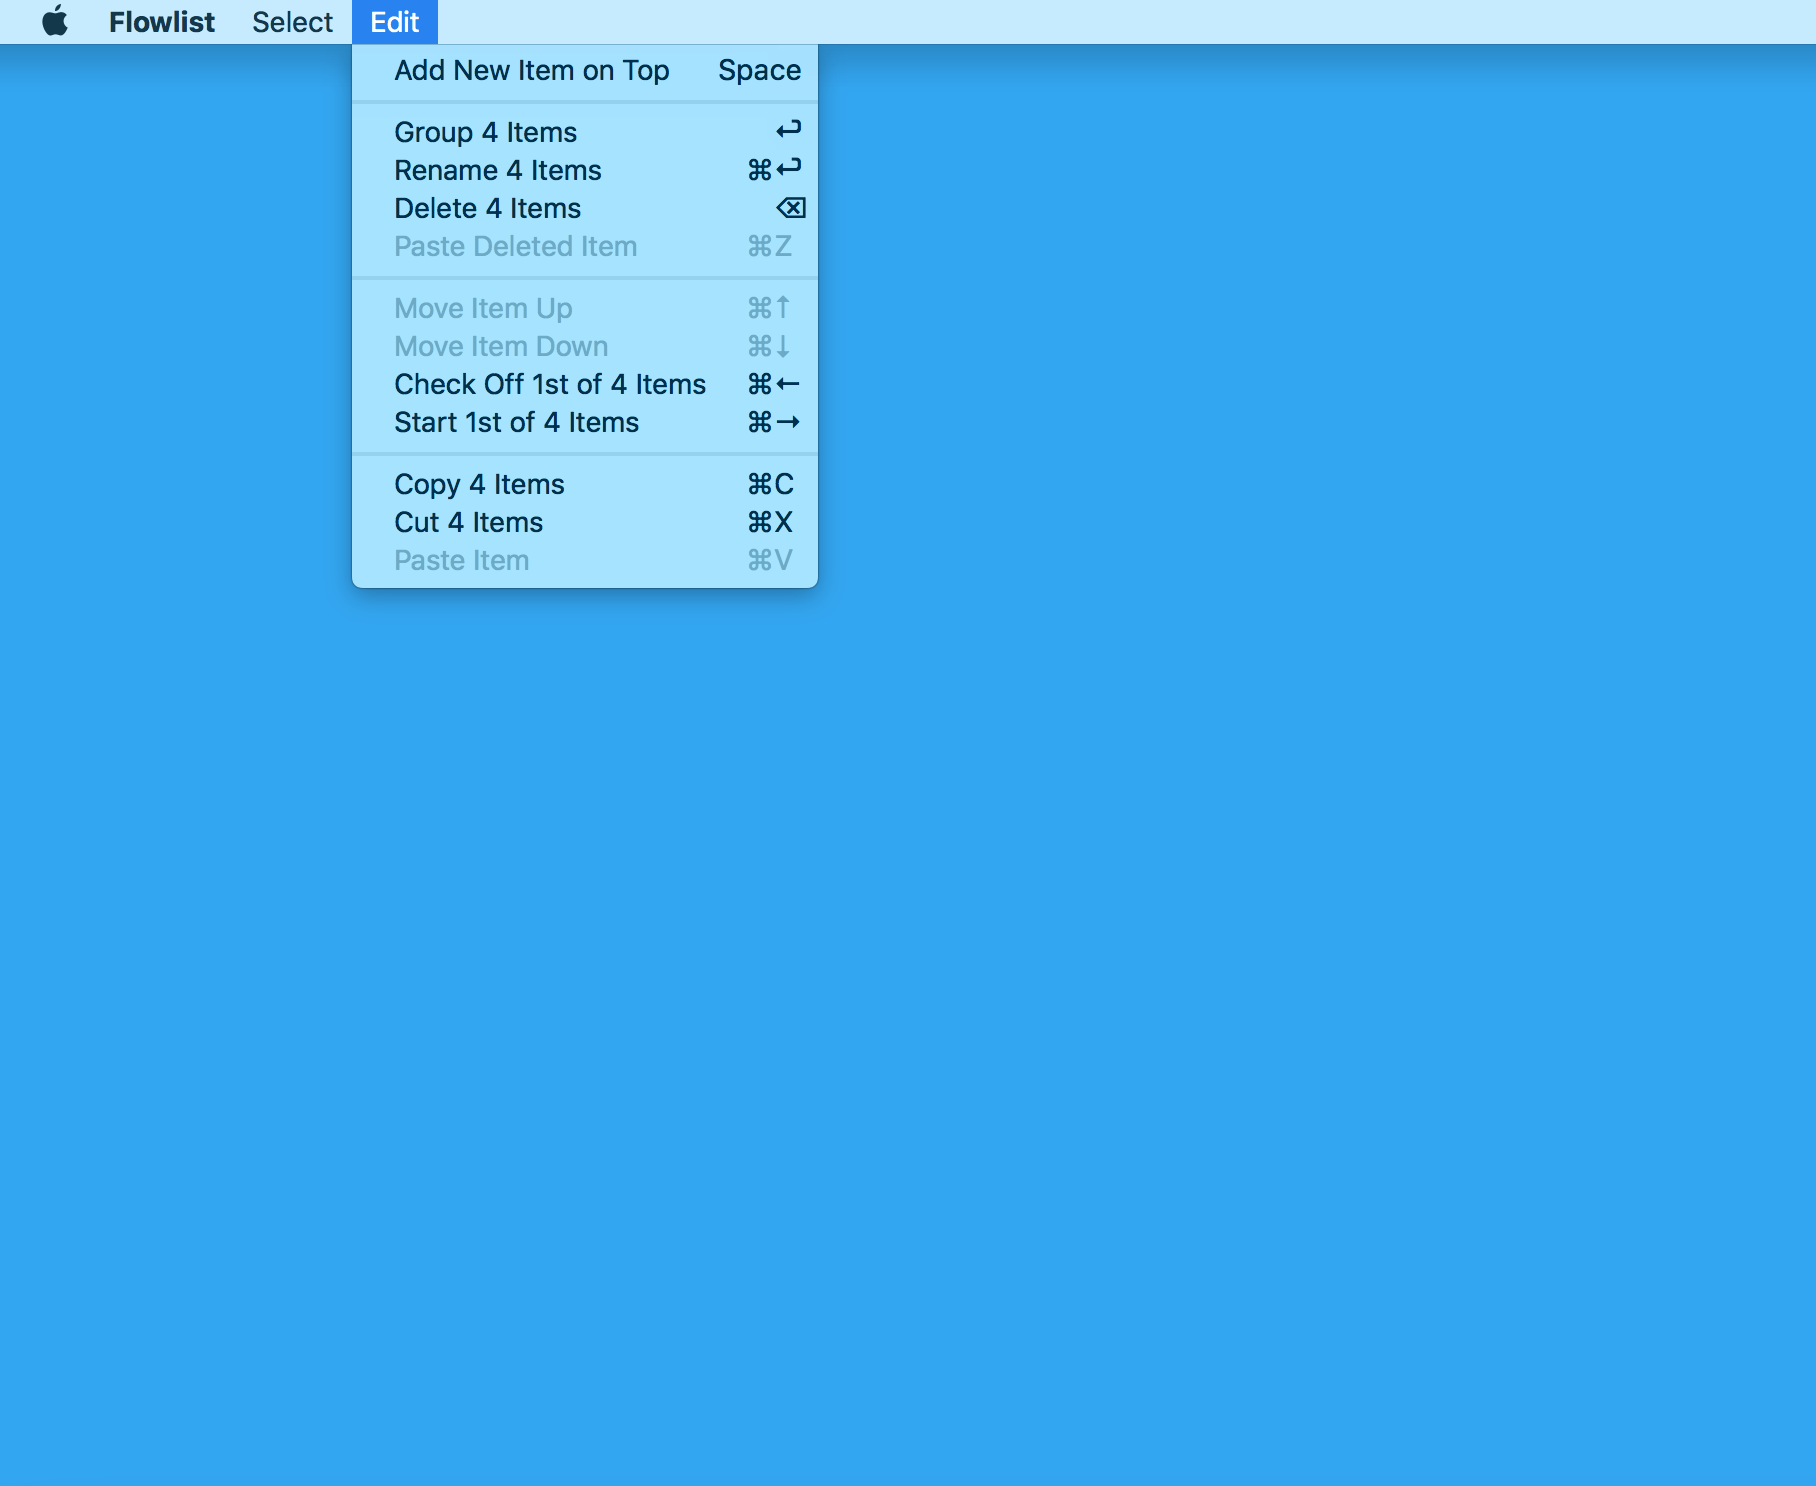 Flowlist Select Edit
Add New Item on Top Space
Group 4 Items ↩
Rename 4 Items ⌘↩
Delete 4 Items ⌫
Paste Deleted Item ⌘Z
Move Item Up ⌘↑
Move Item Down ⌘↓
Check Off 1st of 4 Items ⌘←
Start 1st of 4 Items ⌘→
Copy 4 Items ⌘C
Cut 4 Items ⌘X
Paste Item ⌘V